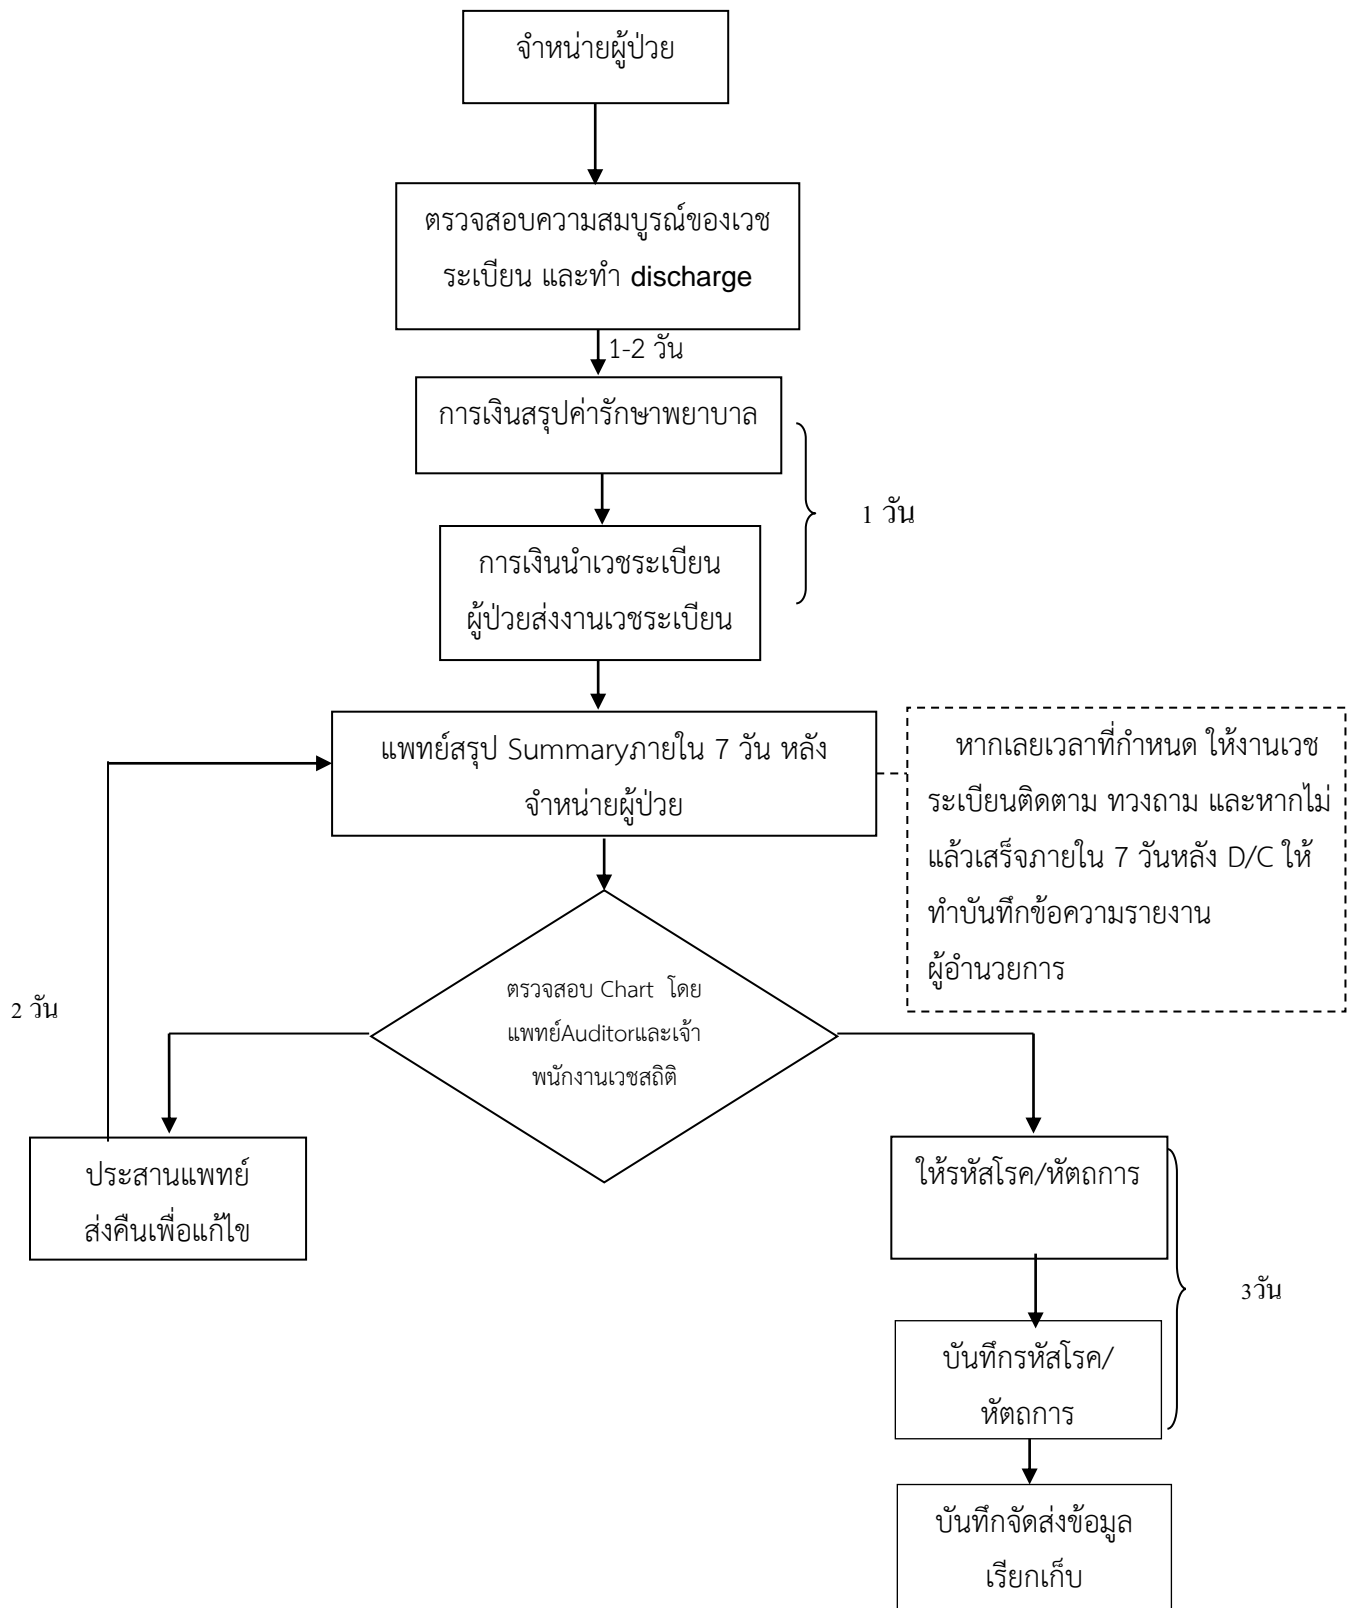 จำหน่ายผู้ป่วย
ตรวจสอบความสมบูรณ์ของเวช
ระเบียน และทำ discharge
1-2 วัน
การเงินสรุปค่ารักษาพยาบาล
1 วัน
การเงินนำเวชระเบียน
ผู้ป่วยส่งงานเวชระเบียน
แพทย์สรุป Summaryภายใน 7 วัน หลัง
จำหน่ายผู้ป่วย
หากเลยเวลาที่กำหนด ให้งานเวช
ระเบียนติดตาม ทวงถาม และหากไม่
แล้วเสร็จภายใน 7 วันหลัง D/C ให้
ทำบันทึกข้อความรายงาน
ผู้อำนวยการ
2 วัน
ตรวจสอบ Chart โดย
แพทย์Auditorและเจ้า
พนักงานเวชสถิติ
ประสานแพทย์
ส่งคืนเพื่อแก้ไข
ให้รหัสโรค/หัตถการ
3วัน
บันทึกรหัสโรค/
หัตถการ
บันทึกจัดส่งข้อมูล
เรียกเก็บ